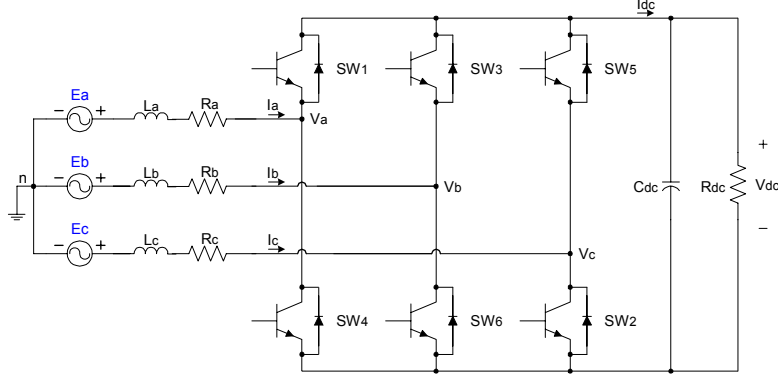 Idc
SW1
SW3
SW5
Ea
− +
La
Ra
Ia
Va
n
Eb
− +
Lb
Rb
Ib
Vb
Cdc
Rdc
+
Vdc
−
Ec
− +
Lc
Rc
Ic
Vc
SW4
SW6
SW2